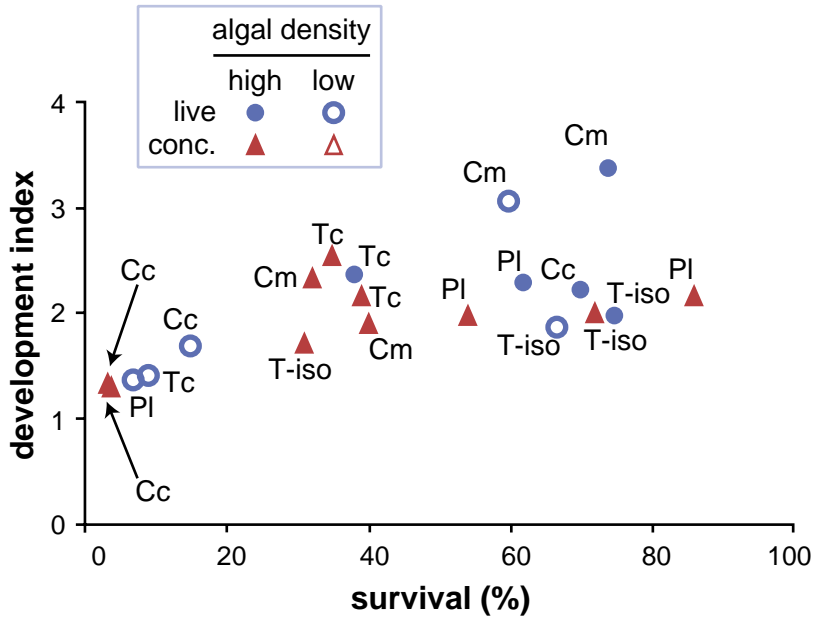 algal density
high low
live
conc.
4
3
2
1
0
development index
Cm
Cm
Tc
Tc
Cc
Cm
Pl
Cc
Pl
Pl
T-iso
Cc
Tc
T-iso
Cm
T-iso
T-iso
Pl
Tc
Cc
0 20 40 60 80 100
survival (%)